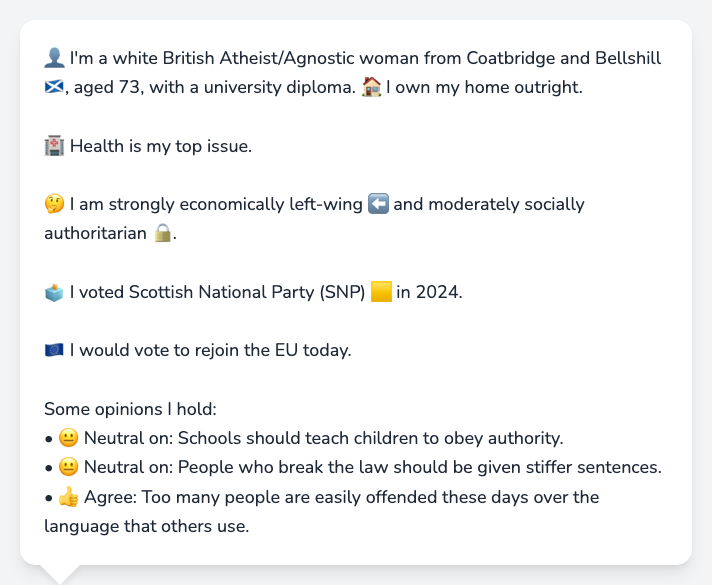 👤 I'm a white British Atheist/Agnostic woman from Coatbridge and Bellshill
🏴󠁧󠁢󠁳󠁣󠁴󠁿, aged 73, with a university diploma. 🏠 I own my home outright.
🏥 Health is my top issue.
🤔 I am strongly economically left-wing ⬅️ and moderately socially
authoritarian 🔒.
🗳️ I voted Scottish National Party (SNP) 🟨 in 2024.
🇪🇺 I would vote to rejoin the EU today.
Some opinions I hold:
• 😐 Neutral on: Schools should teach children to obey authority.
• 😐 Neutral on: People who break the law should be given stiffer sentences.
• 👍 Agree: Too many people are easily offended these days over the
language that others use.